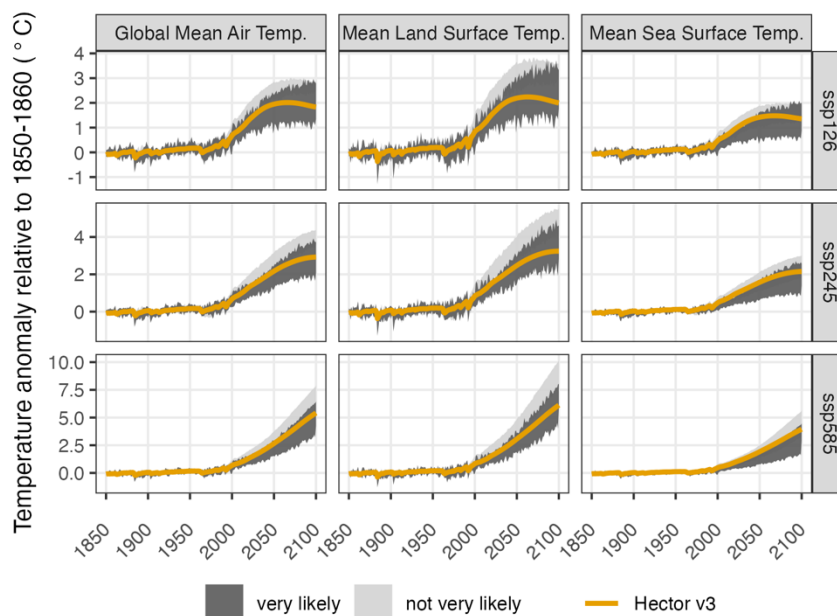 Global Mean Air Temp. Mean Land Surface Temp. Mean Sea Surface Temp.
Temperature anomaly relative to 1850-1860 ( ° C)
4
3
2
1
0
-1
ssp126
4
2
0
ssp245
10.0
7.5
5.0
2.5
0.0
ssp585
1850 1900 1950 2000 2050 2100 1850 1900 1950 2000 2050 2100 1850 1900 1950 2000 2050 2100
very likely not very likely Hector v3